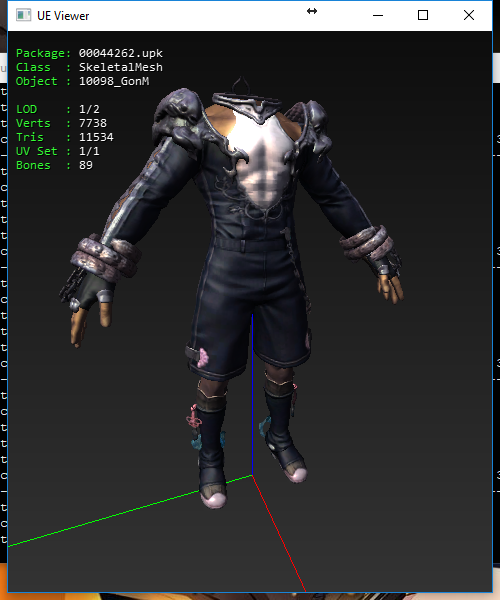 UE Viewer
Package: 00044262.upk
Class : SkeletalMesh
Object : 10098_GonM
LOD : 1/2
Verts : 7738
Tris : 11534
UV Set : 1/1
Bones : 89